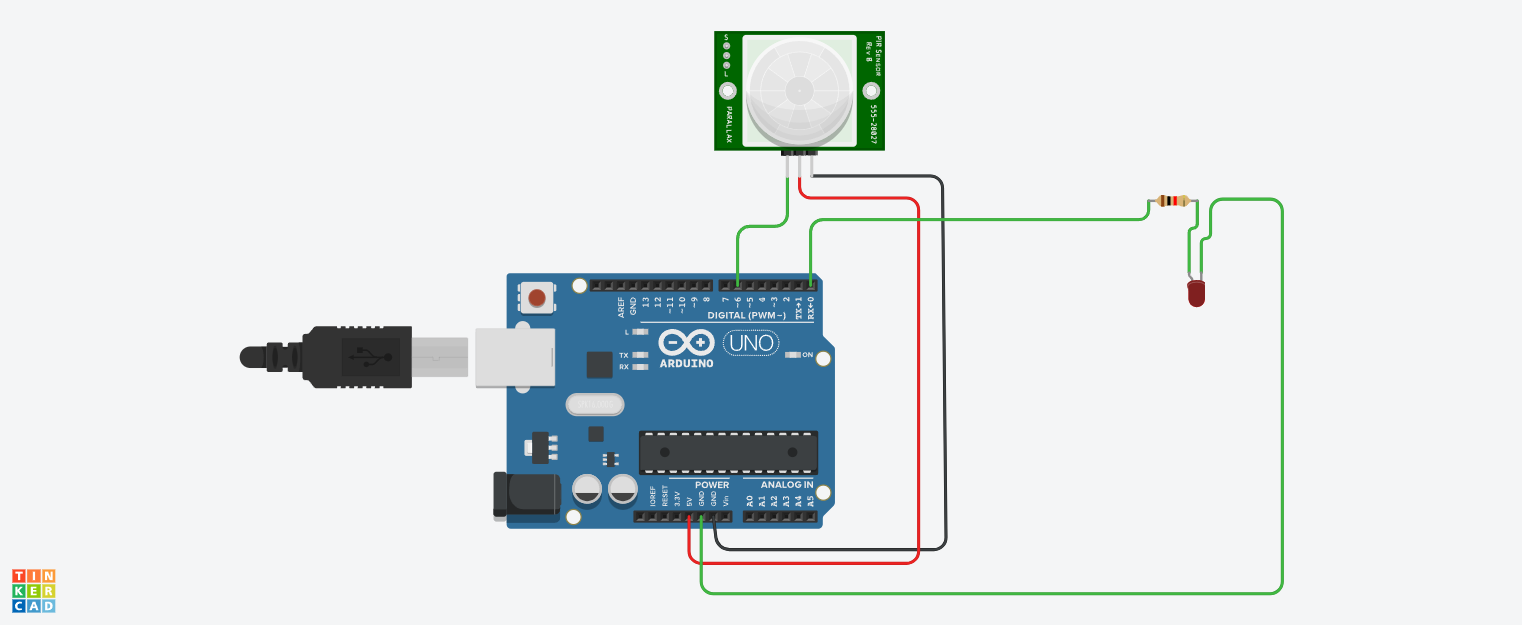 S
L
PARALLAX
PIR SENSOR
Rev B
555-28027
AREF
GND
13
12
~11
~10
~9
8
7
~6
~5
4
~3
2
TX→1
RX←0
DIGITAL (PWM~)
L
TX
RX
ARDUINO
UNO
ON
POWER
ANALOG IN
IOREF
RESET
3.3V
5V
GND
GND
Vin
A0
A1
A2
A3
A4
A5
TIN
KER
CAD